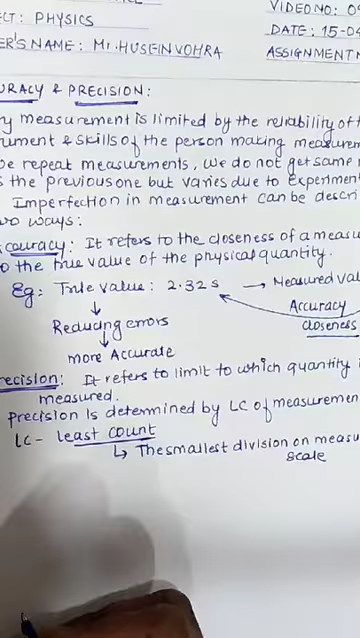 ECT: PHYSICS
VIDEO NO: 0
ER'S NAME: Mr. HUSEIN VOHRA
DATE: 15-04
ASSIGNMENT N
URACY & PRECISION:
y measurement is limited by the reliability of t
ument & skills of the person making measurem
e repeat measurements, we do not get same
s the previous one but varies due to experiment
Imperfection in measurement can be descri
wo ways:
ccuracy: It refers to the closeness of a measu
o the true value of the physical quantity.
Eg: True value: 2.32 s → Measured val
↓
Accuracy
Reducing errors
closeness
↓
more Accurate
recision: It refers to limit to which quantity i
measured.
precision is determined by LC of measuremen
LC - least count
↳ The smallest division on measu
scale